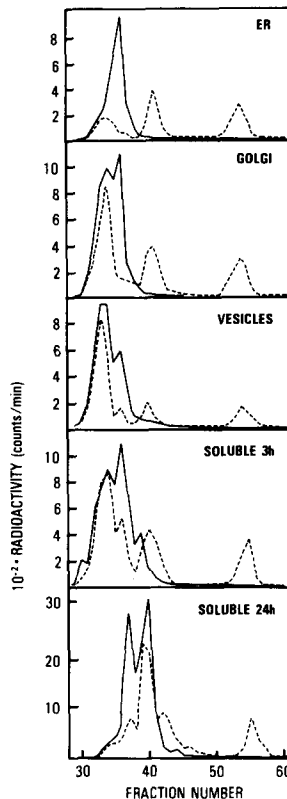 ER
8
6
4
2
GOLGI
10
8
6
4
2
VESICLES
8
6
4
2
SOLUBLE 3h
10
8
6
4
2
SOLUBLE 24h
30
20
10
10⁻² • RADIOACTIVITY (counts/min)
30 40 50 60
FRACTION NUMBER